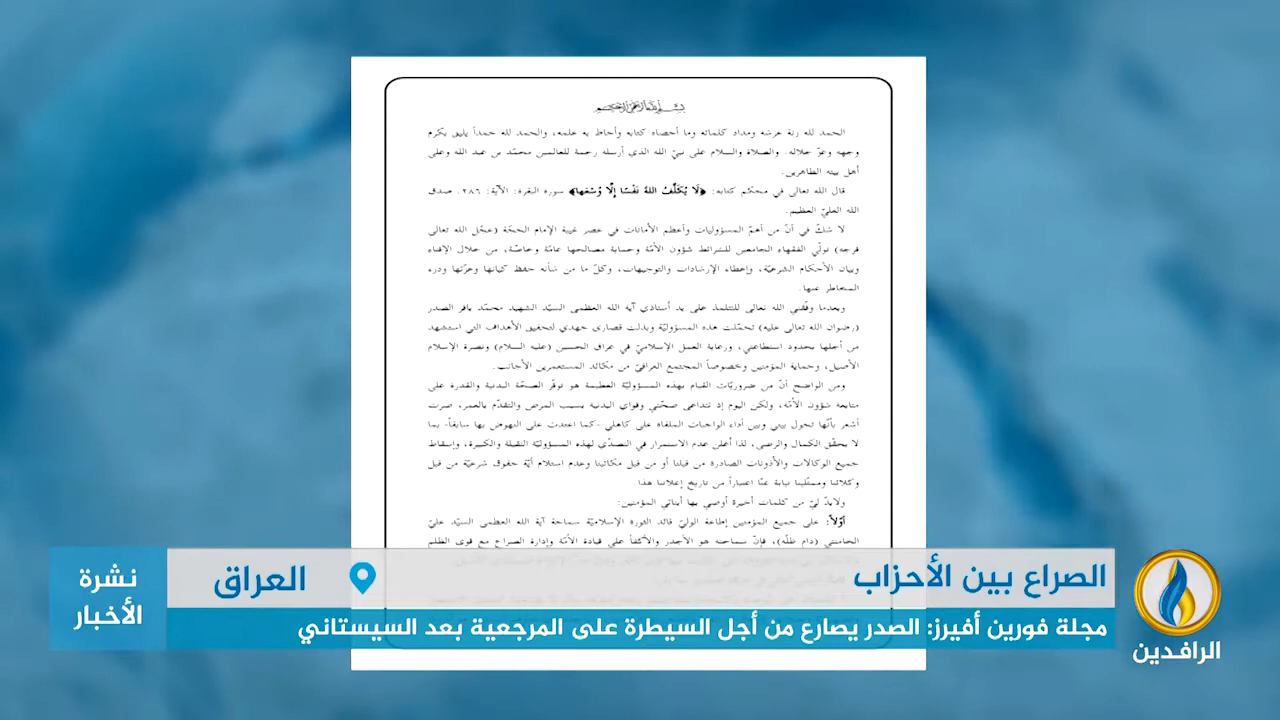 بسم الله الرحمن الرحيم
الحمد لله زنة عرشه ومداد كلماته وما أحصاه كتابه وأحاط به علمه، والحمد لله حمداً يليق بكرم
وجهه وعزّ جلاله. والصلاة والسلام على نبيّ الله الذي أرسله رحمة للعالمين محمّد بن عبد الله وعلى
أهل بيته الطاهرين.
قال الله تعالى في محكم كتابه: ﴿لَا يُكَلِّفُ اللهُ نَفْسًا إِلَّا وُسْعَها﴾ سورة البقرة: الآية: ٢٨٦. صدق
الله العليّ العظيم.
لا شكّ في أنّ من أهمّ المسؤوليات وأعظم الأمانات في عصر غيبة الإمام الحجّة (عجّل الله تعالى
فرجه) تولّي الفقهاء الجامعين للشرائط شؤون الأمّة وحماية مصالحها عامّة وخاصّة، من خلال الإفتاء
وبيان الأحكام الشرعيّة، وإعطاء الإرشادات والتوجيهات، وكلّ ما من شأنه حفظ كيانها وعزّتها ودرء
المخاطر عنها.
وبعدما وفّقني الله تعالى للتتلمذ على يد أستاذي آية الله العظمى السيّد الشهيد محمّد باقر الصدر
(رضوان الله تعالى عليه) تحمّلت هذه المسؤوليّة وبذلت قصارى جهدي لتحقيق الأهداف التي استشهد
من أجلها بحدود استطاعتي، ورعاية العمل الإسلاميّ في عراق الحسين (عليه السلام) ونصرة الإسلام
الأصيل، وحماية المؤمنين وخصوصاً المجتمع العراقيّ من مكائد المستعمرين الأجانب.
ومن الواضح أنّ من ضروريّات القيام بهذه المسؤوليّة العظيمة هو توفّر الصحّة البدنية والقدرة على
متابعة شؤون الأمّة، ولكن اليوم إذ تتداعى صحّتي وقواي البدنية بسبب المرض والتقدّم بالعمر، صرت
أشعر بأنّها تحول بيني وبين أداء الواجبات الملقاة على كاهلي -كما اعتدت على النهوض بها سابقاً- بما
لا يحقّق الكمال والرضى، لذا أعلن عدم الاستمرار في التصدّي لهذه المسؤوليّة الثقيلة والكبيرة، وإسقاط
جميع الوكالات والأذونات الصادرة من قبلنا أو من قبل مكاتبنا وعدم استلام أيّة حقوق شرعيّة من قبل
وكلائنا وممثّلينا نيابة عنّا اعتباراً من تاريخ إعلاننا هذا.
ولابدّ لي من كلمات أخيرة أوصي بها أبنائي المؤمنين:
أوّلاً: على جميع المؤمنين إطاعة الوليّ قائد الثورة الإسلاميّة سماحة آية الله العظمى السيّد عليّ
الخامنئي (دام ظلّه)، فإنّ سماحته هو الأجدر والأكفأ على قيادة الأمّة وإدارة الصراع مع قوى الظلم
الصراع بين الأحزاب
العراق
نشرة
الأخبار
مجلة فورين أفيرز: الصدر يصارع من أجل السيطرة على المرجعية بعد السيستاني
الرافدين